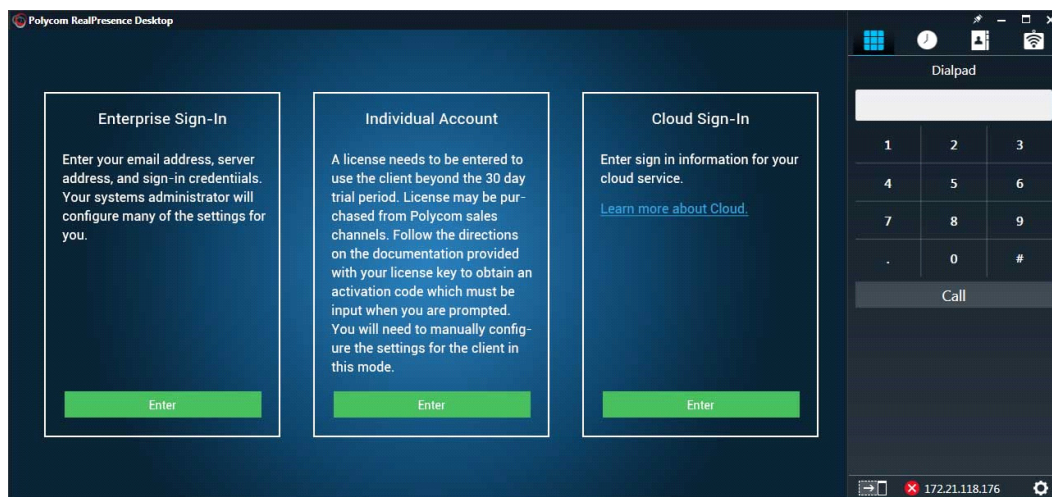 Polycom RealPresence Desktop
Enterprise Sign-In
Enter your email address, server
address, and sign-in credentiials.
Your systems administrator will
configure many of the settings for
you.
Enter
Individual Account
A license needs to be entered to
use the client beyond the 30 day
trial period. License may be pur-
chased from Polycom sales
channels. Follow the directions
on the documentation provided
with your license key to obtain an
activation code which must be
input when you are prompted.
You will need to manually config-
ure the settings for the client in
this mode.
Enter
Cloud Sign-In
Enter sign in information for your
cloud service.
Learn more about Cloud.
Enter
Dialpad
1 2 3
4 5 6
7 8 9
. 0 #
Call
172.21.118.176